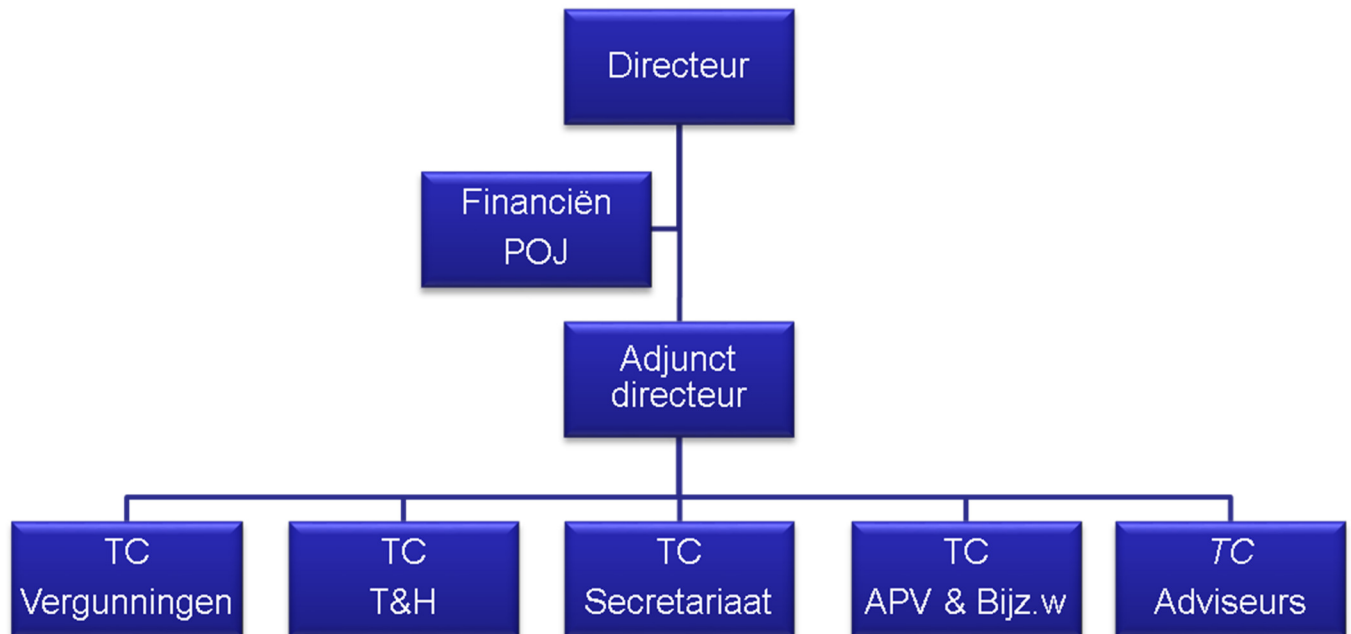 Directeur
Financiën
POJ
Adjunct
directeur
TC
Vergunningen
TC
T&H
TC
Secretariaat
TC
APV & Bijz.w
TC
Adviseurs